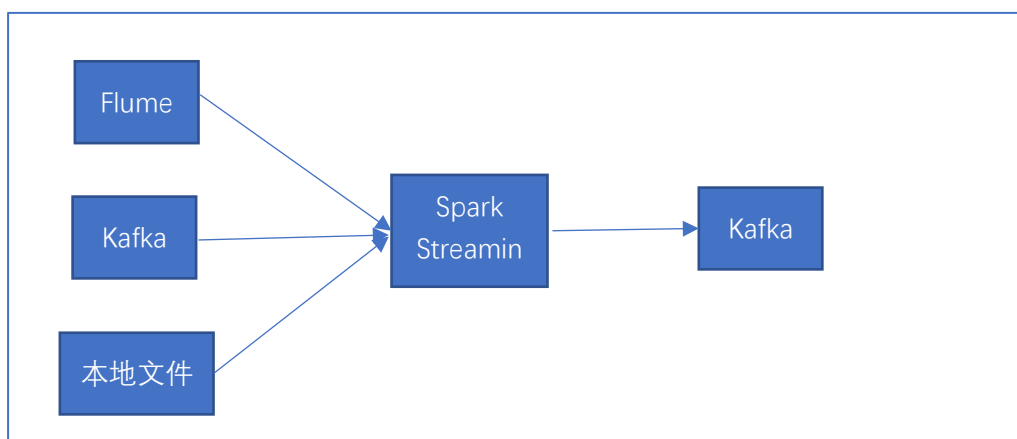 Flume
Kafka
本地文件
Spark
Streamin
Kafka